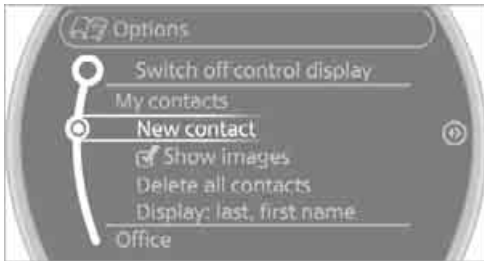 Options
Switch off control display
My contacts
New contact
Show images
Delete all contacts
Display: last, first name
Office